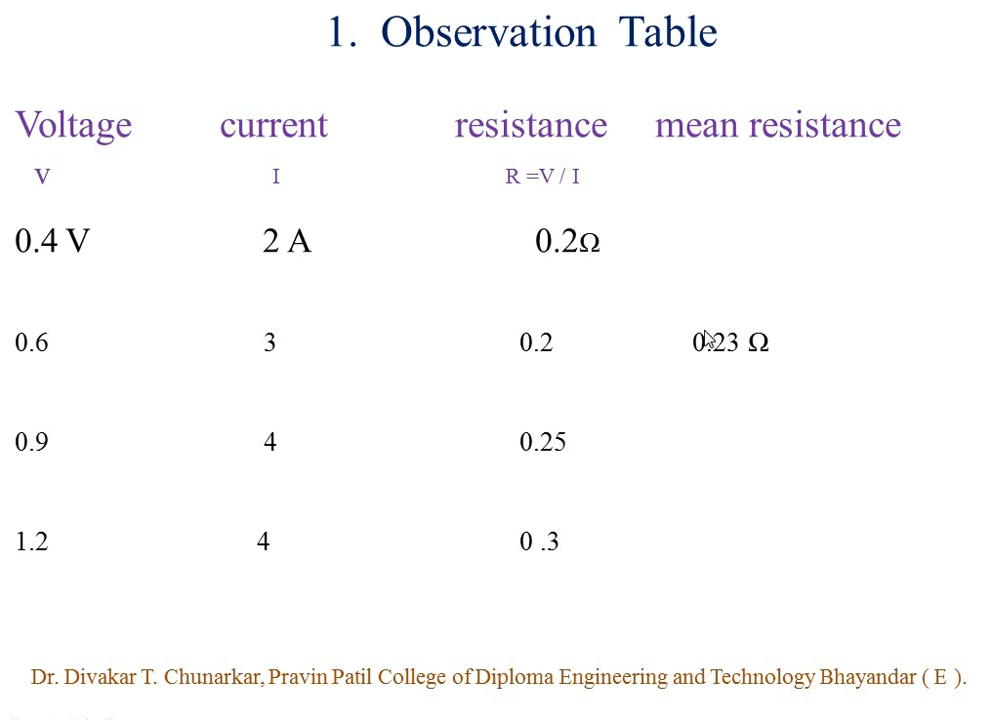 1. Observation Table
Voltage current resistance mean resistance
V I R =V / I
0.4 V 2 A 0.2Ω
0.6 3 0.2 0.23 Ω
0.9 4 0.25
1.2 4 0 .3
Dr. Divakar T. Chunarkar, Pravin Patil College of Diploma Engineering and Technology Bhayandar ( E ).